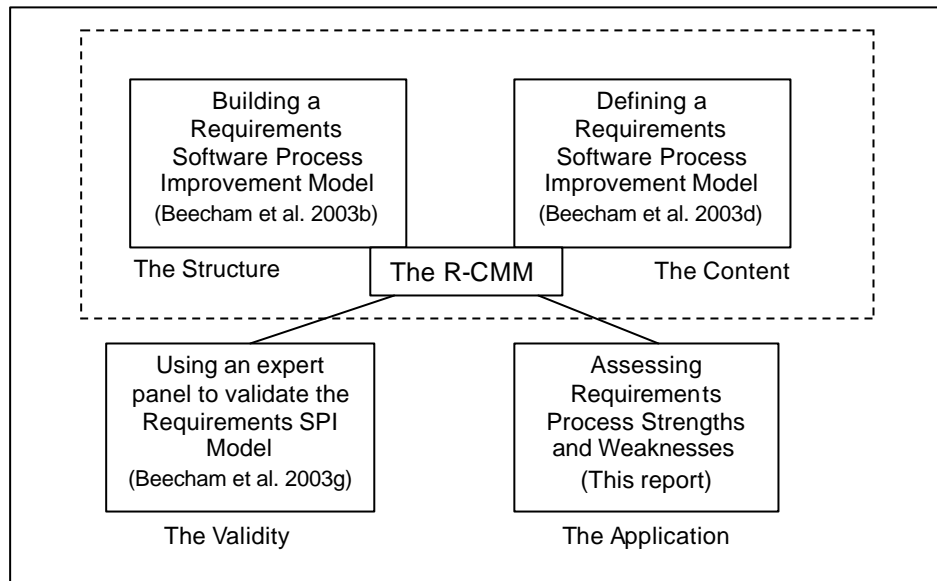 Building a
Requirements
Software Process
Improvement Model
(Beecham et al. 2003b)
The Structure
Defining a
Requirements
Software Process
Improvement Model
(Beecham et al. 2003d)
The Content
The R-CMM
Using an expert
panel to validate the
Requirements SPI
Model
(Beecham et al. 2003g)
The Validity
Assessing
Requirements
Process Strengths
and Weaknesses
(This report)
The Application